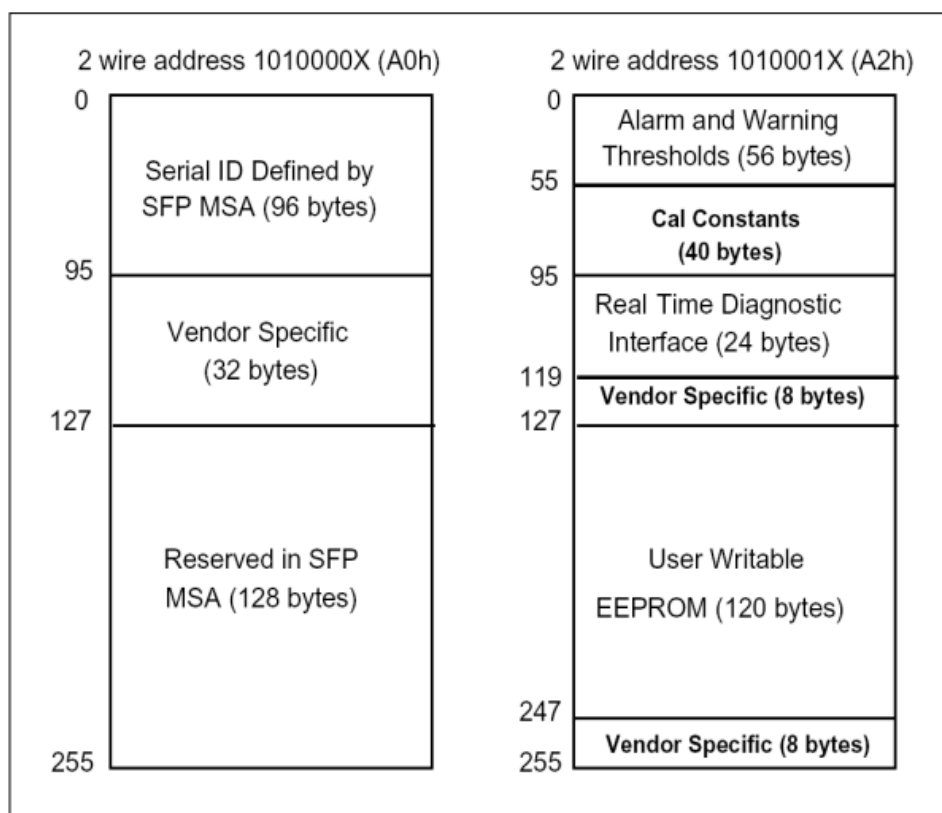 2 wire address 1010000X (A0h)
0
Serial ID Defined by
SFP MSA (96 bytes)
95
Vendor Specific
(32 bytes)
127
Reserved in SFP
MSA (128 bytes)
255
2 wire address 1010001X (A2h)
0
Alarm and Warning
Thresholds (56 bytes)
55
Cal Constants
(40 bytes)
95
Real Time Diagnostic
Interface (24 bytes)
119
Vendor Specific (8 bytes)
127
User Writable
EEPROM (120 bytes)
247
Vendor Specific (8 bytes)
255